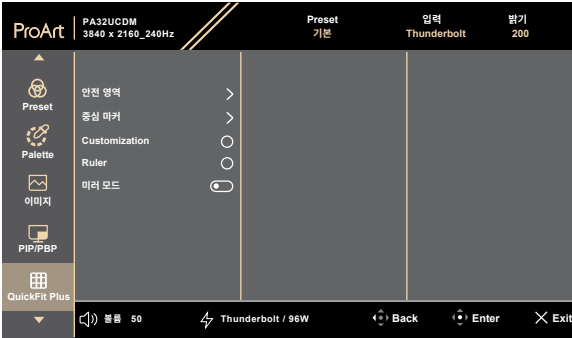 ProArt
PA32UCDM
3840 x 2160_240Hz
Preset
기본
입력
Thunderbolt
밝기
200
Preset
Palette
이미지
PIP/PBP
QuickFit Plus
안전 영역
중심 마커
Customization
Ruler
미러 모드
볼륨 50
Thunderbolt / 96W
Back
Enter
Exit